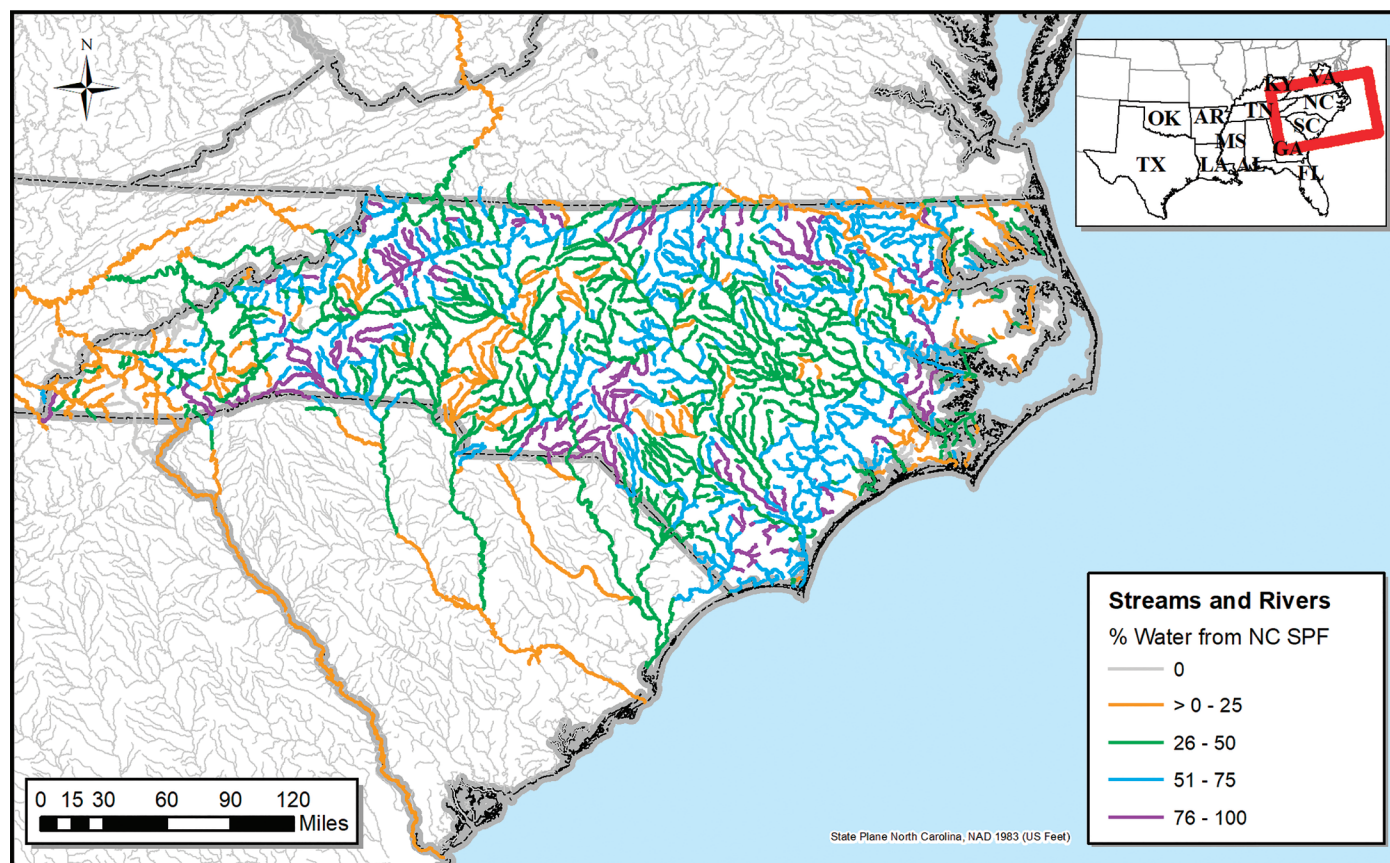 N
KY
VA
TN
NC
OK
AR
SC
MS
GA
TX
LA
AL
FL
Streams and Rivers
% Water from NC SPF
0
> 0 - 25
26 - 50
51 - 75
76 - 100
0 15 30 60 90 120
Miles
State Plane North Carolina, NAD 1983 (US Feet)